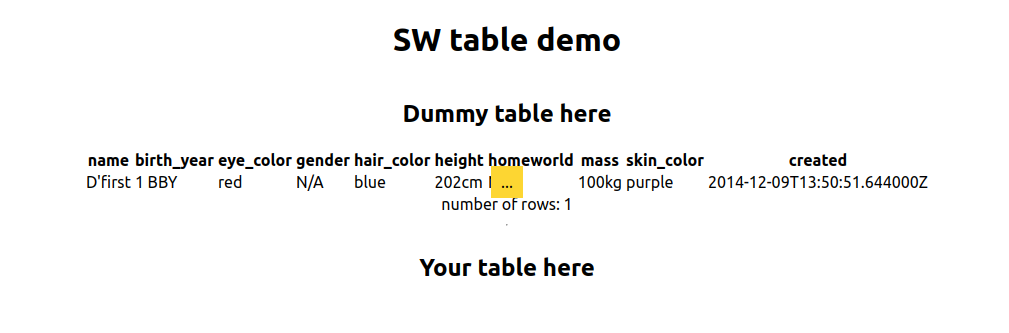 SW table demo
Dummy table here
name birth_year eye_color gender hair_color height homeworld mass skin_color created
D'first 1 BBY red N/A blue 202cm ... 100kg purple 2014-12-09T13:50:51.644000Z
number of rows: 1
Your table here